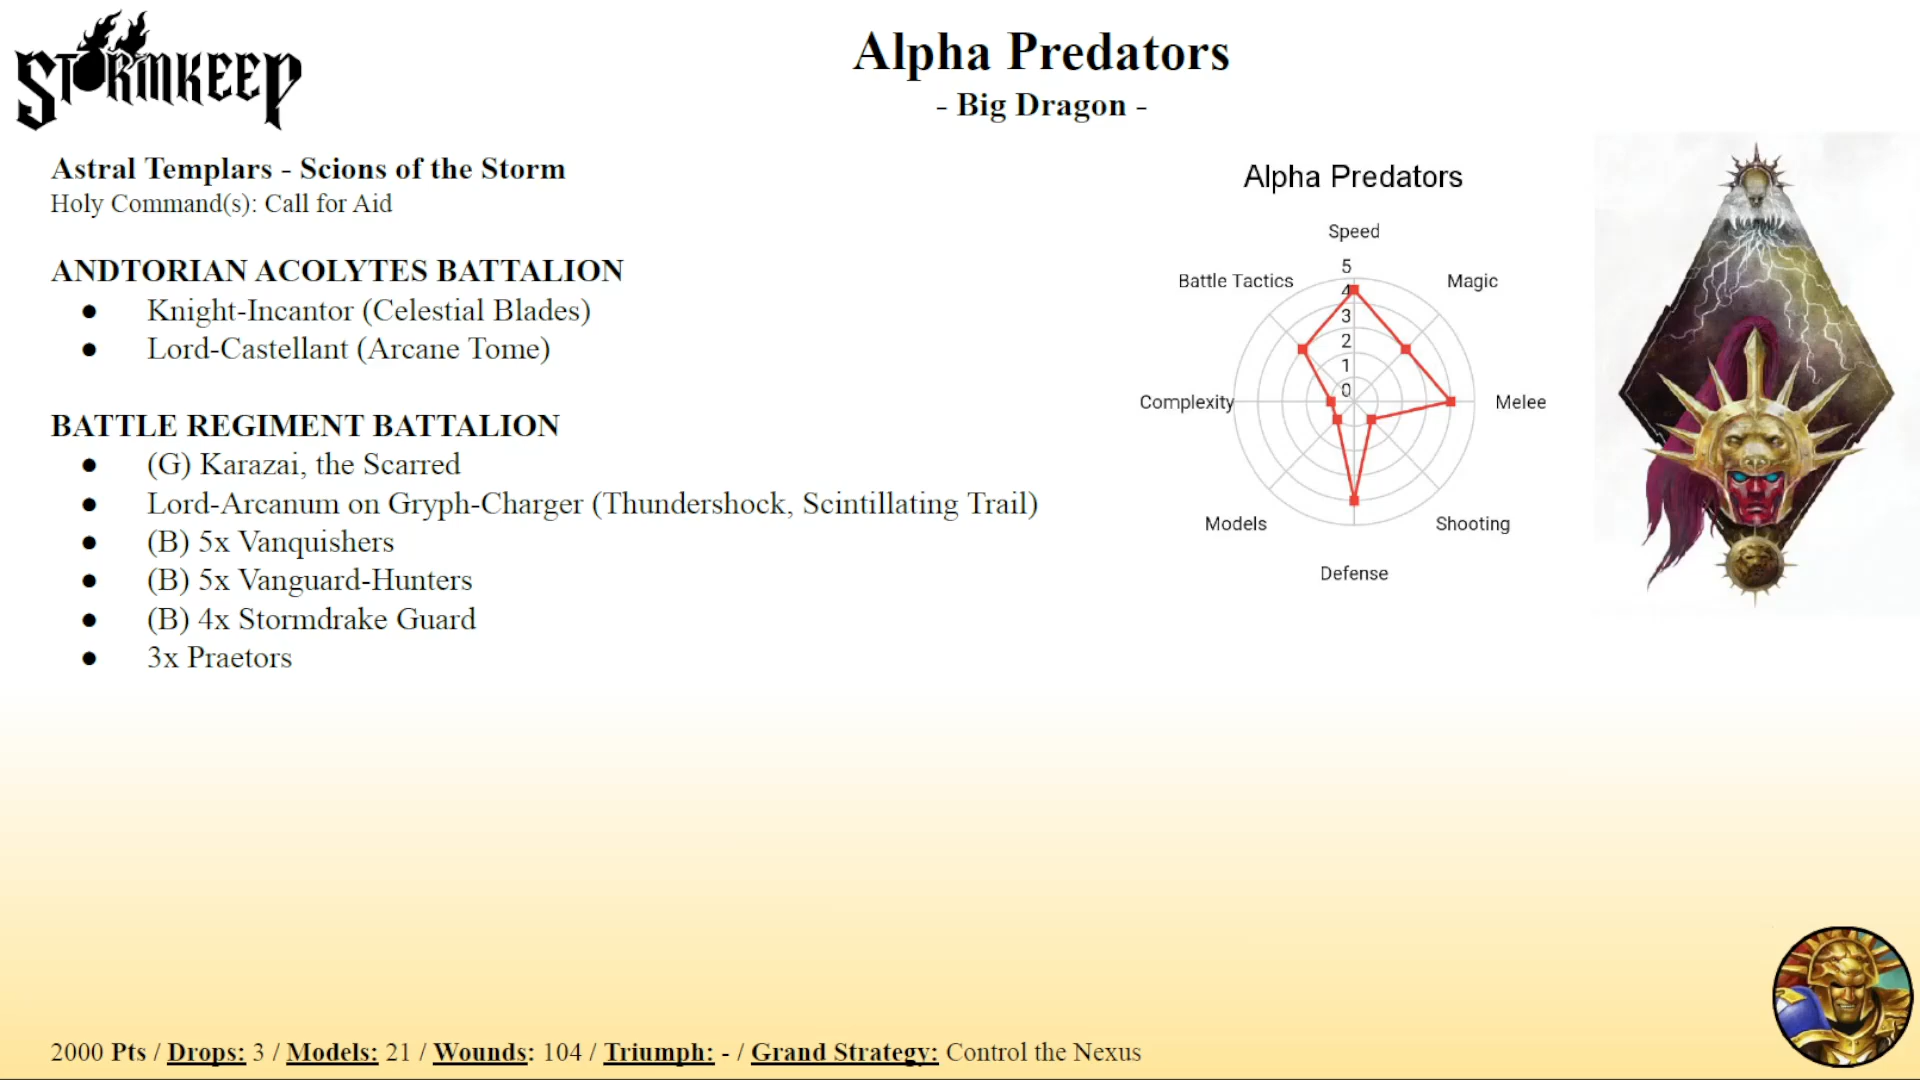 STORMKEEP
Alpha Predators
- Big Dragon -
Astral Templars - Scions of the Storm
Holy Command(s): Call for Aid
ANDTORIAN ACOLYTES BATTALION
● Knight-Incantor (Celestial Blades)
● Lord-Castellant (Arcane Tome)
BATTLE REGIMENT BATTALION
● (G) Karazai, the Scarred
● Lord-Arcanum on Gryph-Charger (Thundershock, Scintillating Trail)
● (B) 5x Vanquishers
● (B) 5x Vanguard-Hunters
● (B) 4x Stormdrake Guard
● 3x Praetors
Alpha Predators
Speed
5
Battle Tactics
Magic
4
3
2
1
0
Complexity
Melee
Models
Shooting
Defense
2000 Pts / Drops: 3 / Models: 21 / Wounds: 104 / Triumph: - / Grand Strategy: Control the Nexus